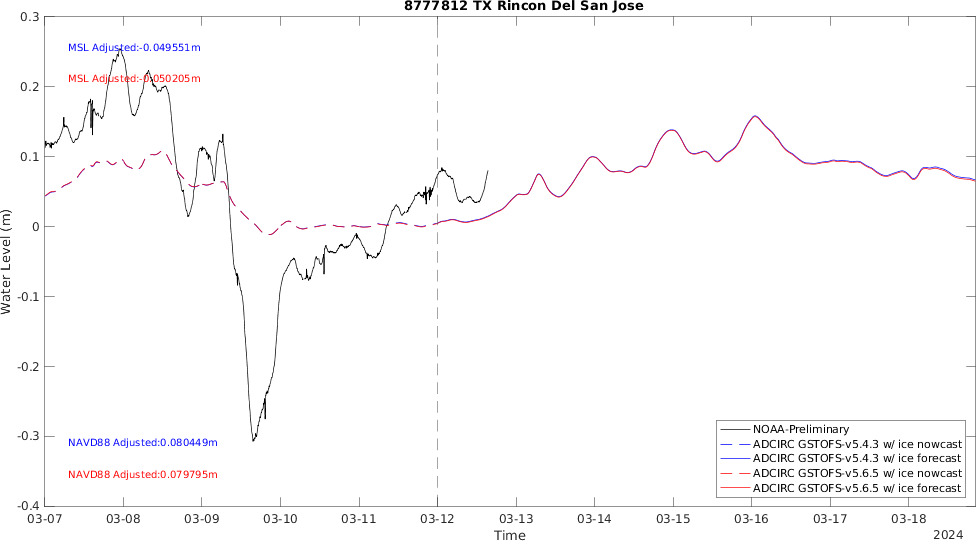 8777812 TX Rincon Del San Jose
0.3
0.2
0.1
0
-0.1
-0.2
-0.3
-0.4
Water Level (m)
MSL Adjusted:-0.049551m
MSL Adjusted:-0.050205m
NAVD88 Adjusted:0.080449m
NAVD88 Adjusted:0.079795m
NOAA-Preliminary
ADCIRC GSTOFS-v5.4.3 w/ ice nowcast
ADCIRC GSTOFS-v5.4.3 w/ ice forecast
ADCIRC GSTOFS-v5.6.5 w/ ice nowcast
ADCIRC GSTOFS-v5.6.5 w/ ice forecast
03-07 03-08 03-09 03-10 03-11 03-12 03-13 03-14 03-15 03-16 03-17 03-18
Time
2024